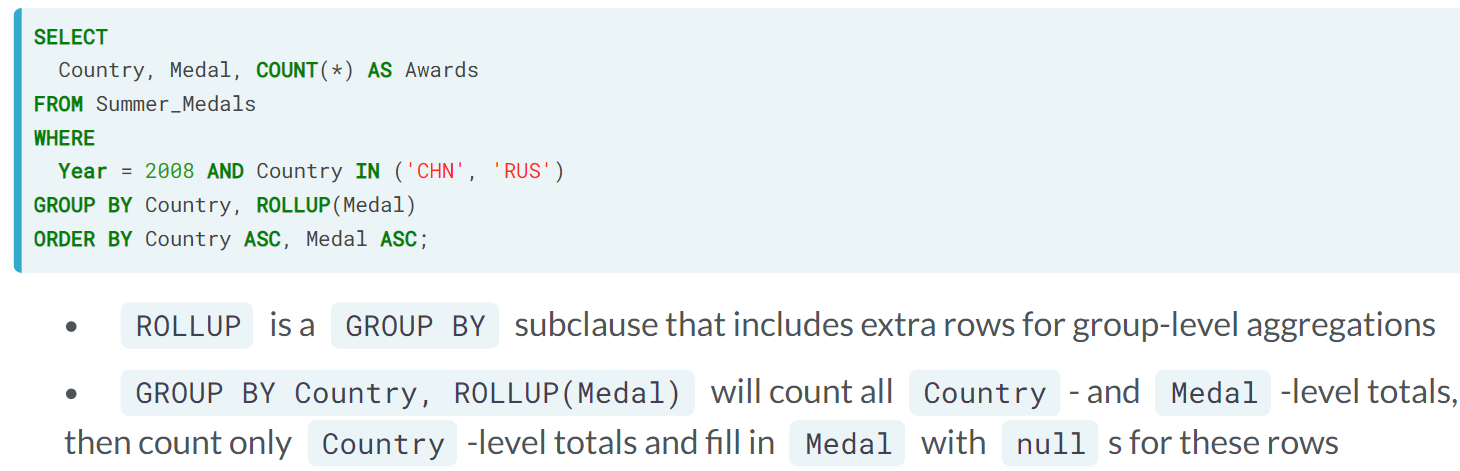 SELECT
  Country, Medal, COUNT(*) AS Awards
FROM Summer_Medals
WHERE
  Year = 2008 AND Country IN ('CHN', 'RUS')
GROUP BY Country, ROLLUP(Medal)
ORDER BY Country ASC, Medal ASC;
• ROLLUP is a GROUP BY subclause that includes extra rows for group-level aggregations
• GROUP BY Country, ROLLUP(Medal) will count all Country - and Medal -level totals,
then count only Country -level totals and fill in Medal with null s for these rows